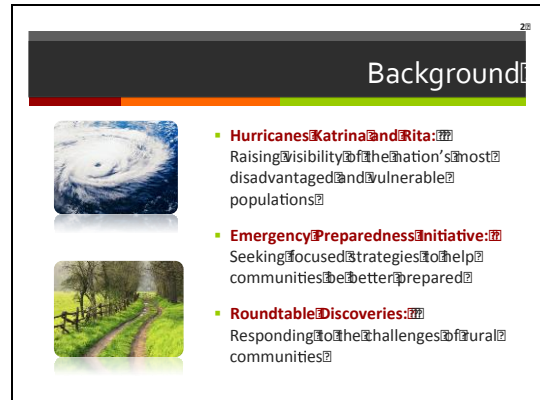 2
Background
Hurricanes Katrina and Rita:
Raising visibility of the nation's most
disadvantaged and vulnerable
populations
Emergency Preparedness Initiative:
Seeking focused strategies to help
communities be better prepared
Roundtable Discoveries:
Responding to the challenges of rural
communities